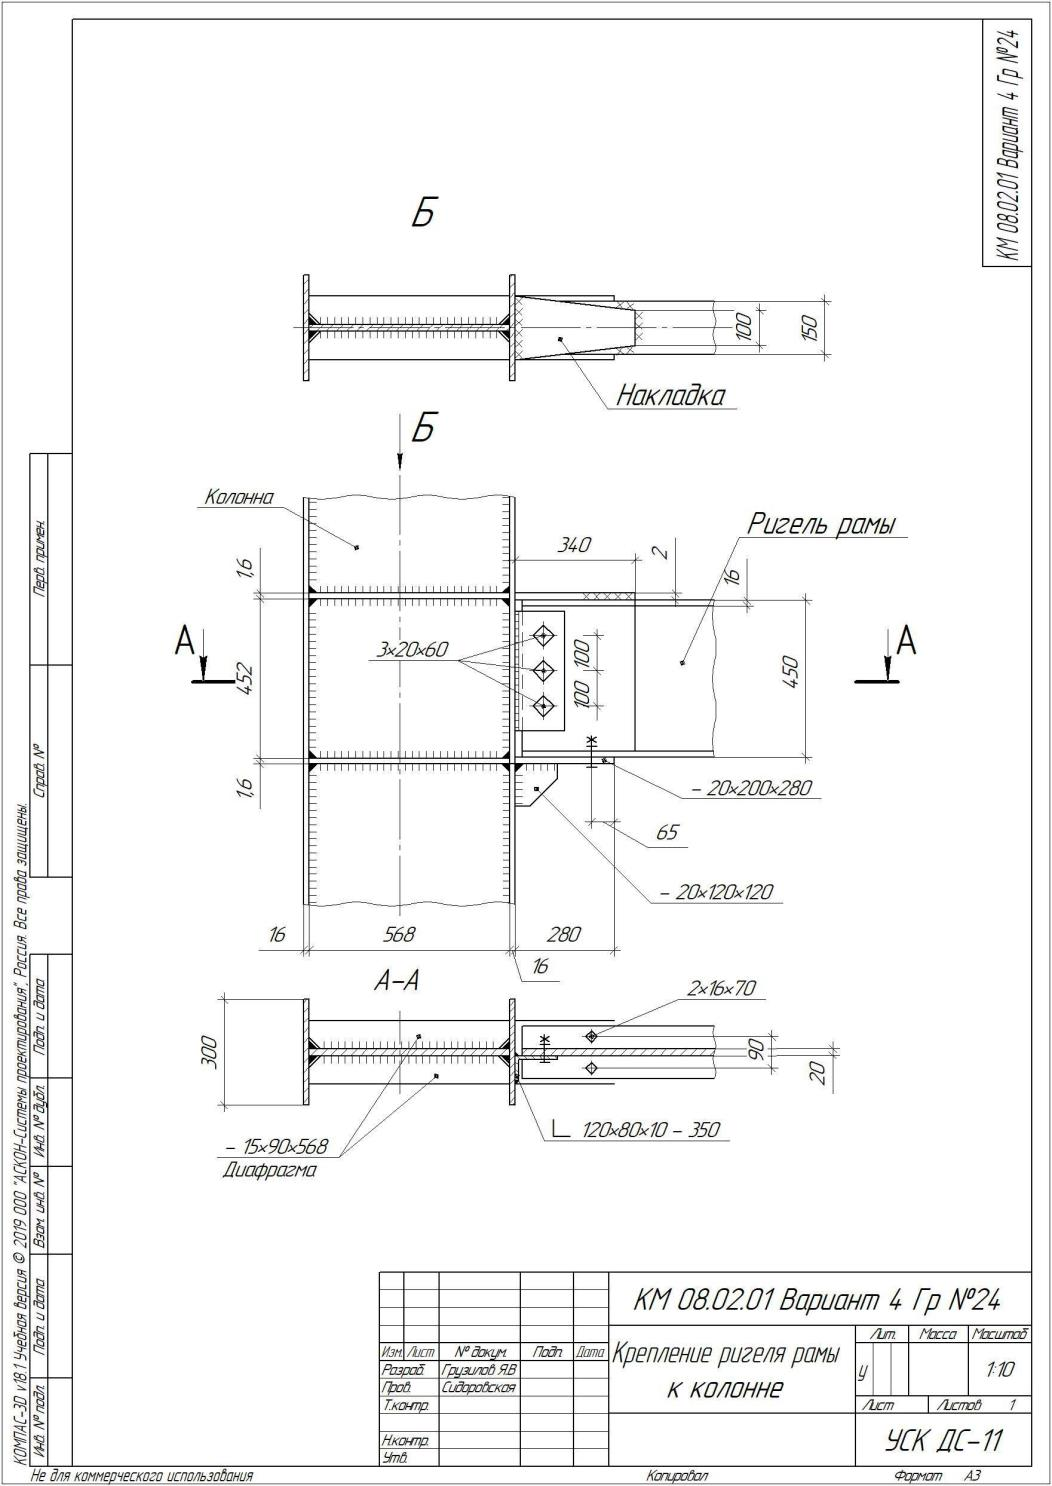 КМ 08.02.01 Вариант 4 Гр №24
Б
100
150
Накладка
Б
Колонна
Ригель рамы
340
2
16
1,6
А
А
3×20×60
100
452
100
450
1,6
– 20×200×280
65
– 20×120×120
16
568
280
16
А–А
2×16×70
300
90
20
120×80×10 – 350
– 15×90×568
Диафрагма
Перв. примен.
Справ. №
Подп. и дата
Инв. № дубл.
Взам. инв. №
Подп. и дата
Инв. № подл.
КОМПАС-3D v18.1 Учебная версия © 2019 ООО "АСКОН-Системы проектирования", Россия. Все права защищены.
КМ 08.02.01 Вариант 4 Гр №24
Изм. Лист № докум. Подп. Дата
Разраб. Грузилов Я.В
Пров. Сидоровская
Т.контр.
Н.контр.
Утв.
Крепление ригеля рамы
к колонне
Лит. Масса Масштаб
у 1:10
Лист Листов 1
УСК ДС-11
Не для коммерческого использования
Копировал
Формат А3